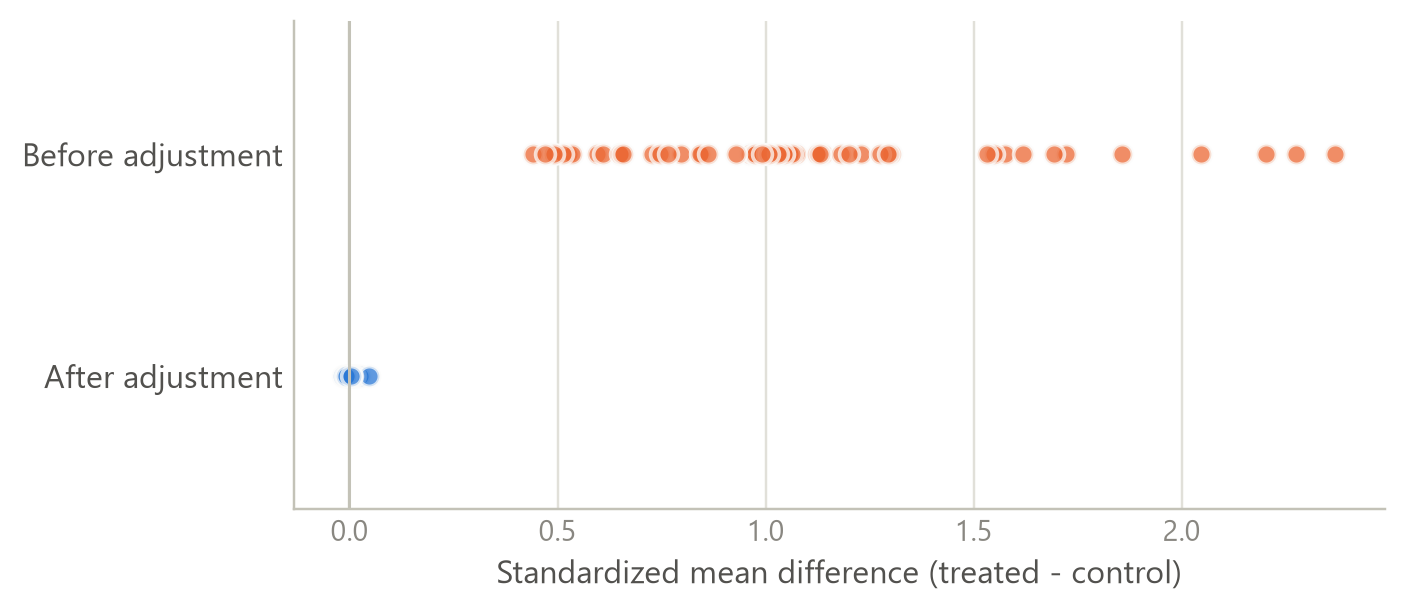 Before adjustment
After adjustment
0.0 0.5 1.0 1.5 2.0
Standardized mean difference (treated - control)